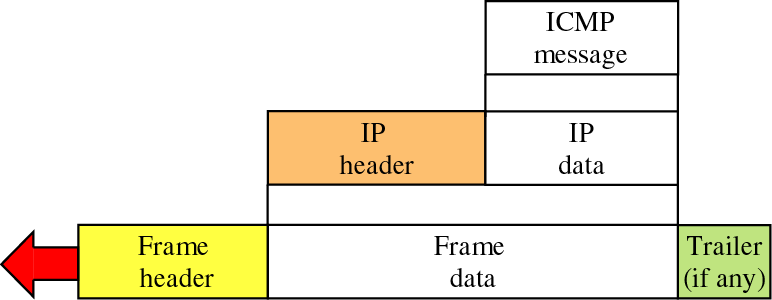 ICMP
message
IP
header
IP
data
Frame
header
Frame
data
Trailer
(if any)